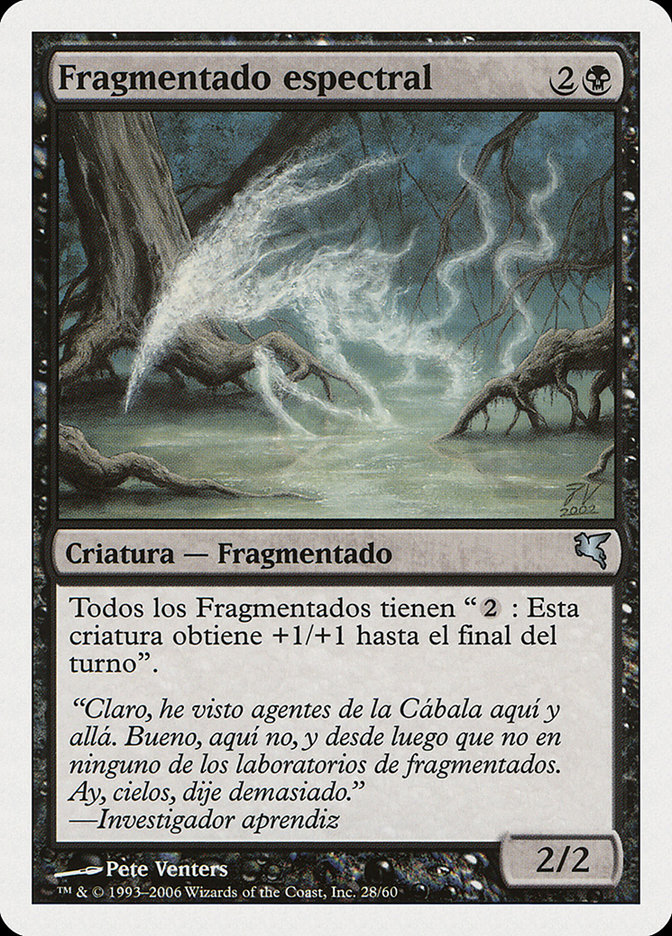 Fragmentado espectral 2
PV
2002
Criatura — Fragmentado
Todos los Fragmentados tienen “2 : Esta
criatura obtiene +1/+1 hasta el final del
turno”.
“Claro, he visto agentes de la Cábala aquí y
allá. Bueno, aquí no, y desde luego que no en
ninguno de los laboratorios de fragmentados.
Ay, cielos, dije demasiado.”
—Investigador aprendiz
2/2
Pete Venters
™ & © 1993–2006 Wizards of the Coast, Inc. 28/60